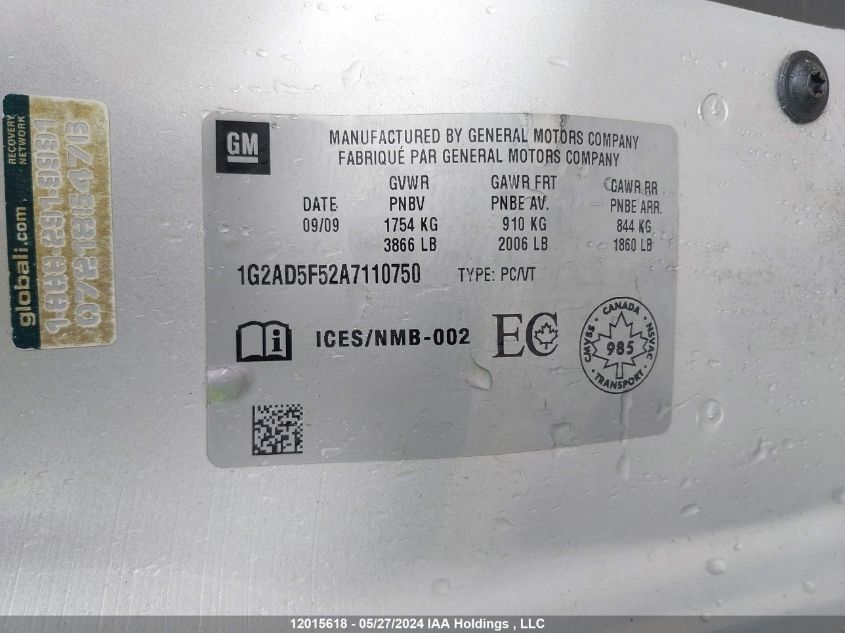 RECOVERY
NETWORK
globali.com
07218547B
GM
MANUFACTURED BY GENERAL MOTORS COMPANY
FABRIQUÉ PAR GENERAL MOTORS COMPANY
GVWR GAWR FRT GAWR RR
DATE PNBV PNBE AV. PNBE ARR.
09/09 1754 KG 910 KG 844 KG
3866 LB 2006 LB 1860 LB
1G2AD5F52A7110750 TYPE: PC/VT
i ICES/NMB-002 EC
CANADA
CMVSS 985 NSVAC
TRANSPORT
12015618 - 05/27/2024 IAA Holdings , LLC